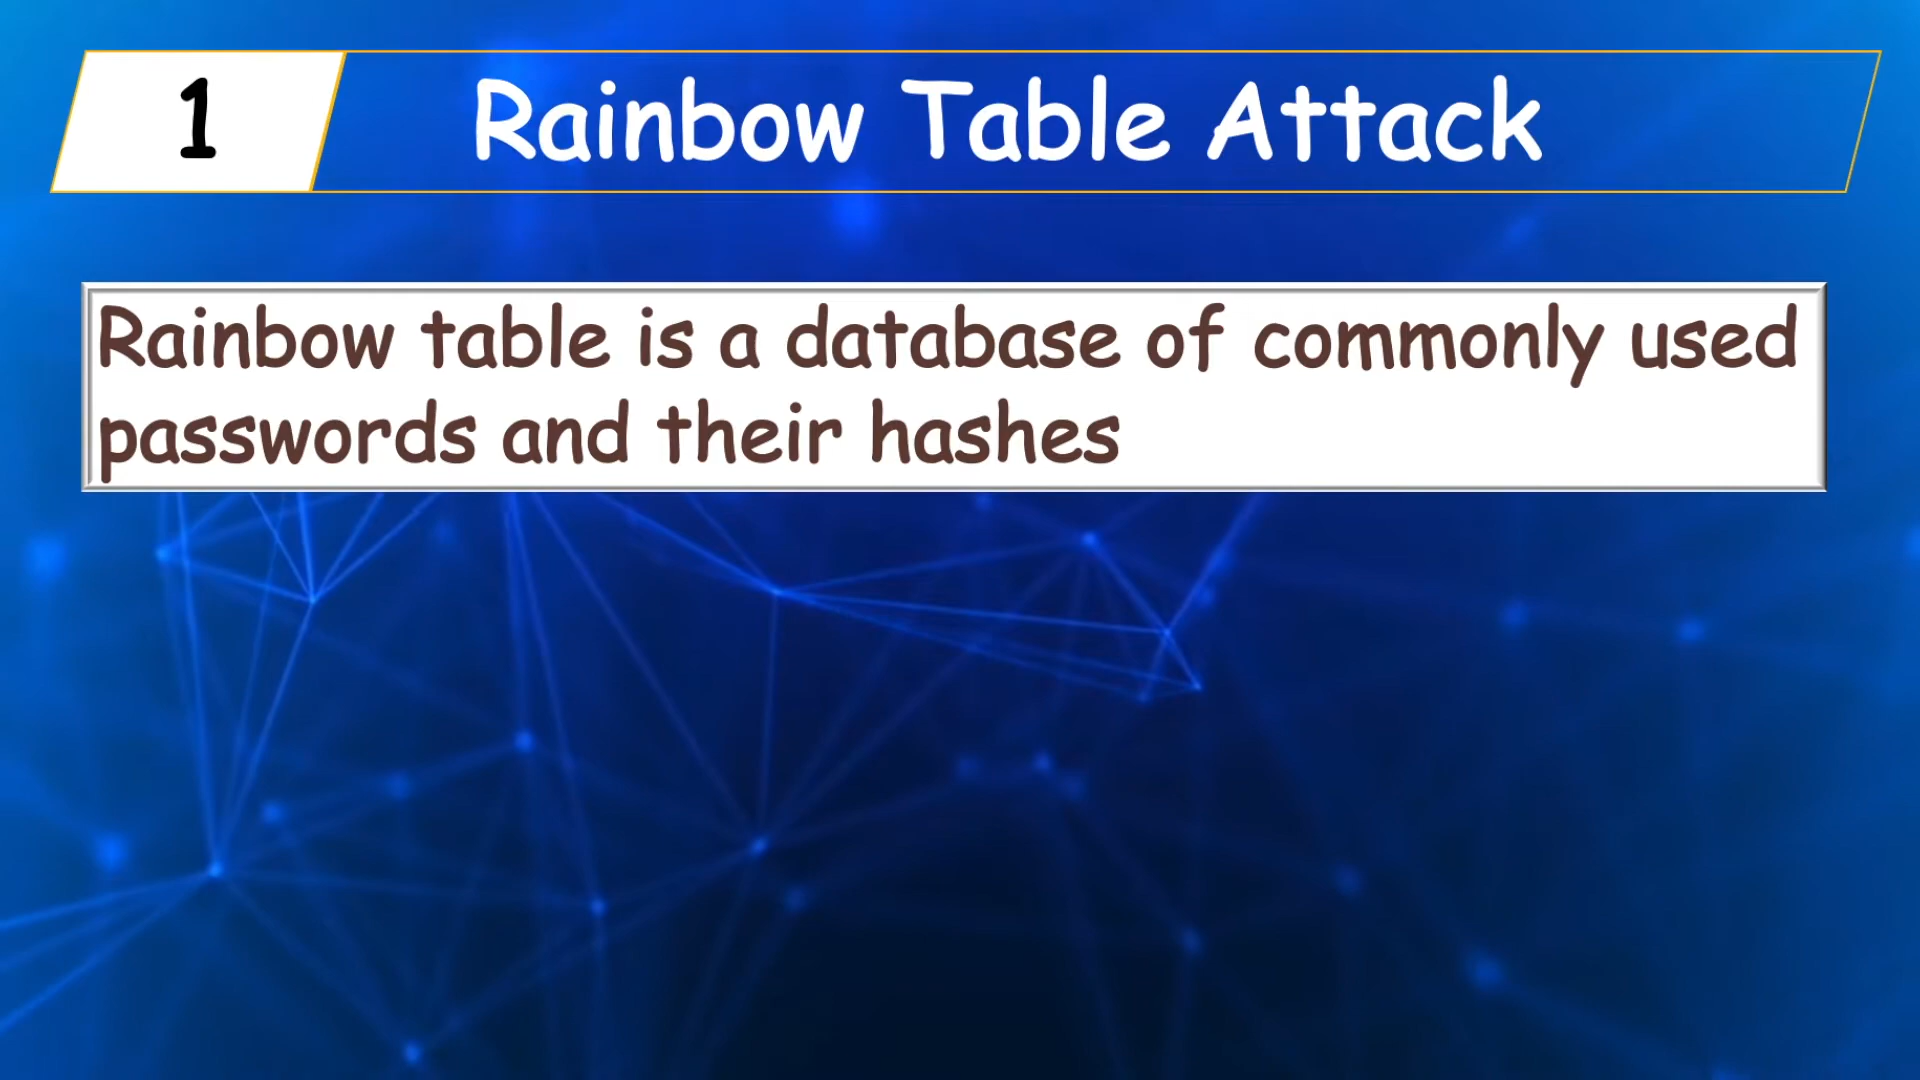 1 Rainbow Table Attack
Rainbow table is a database of commonly used
passwords and their hashes